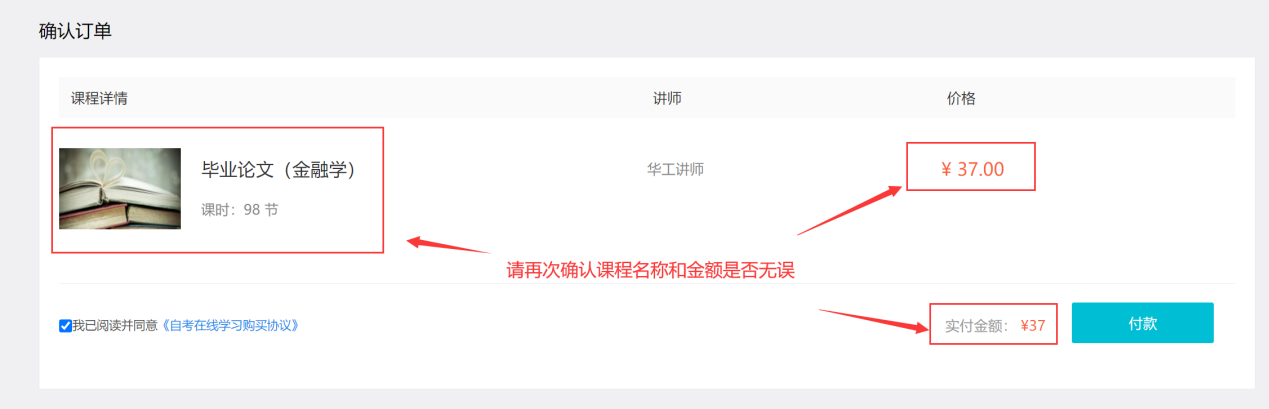 确认订单
课程详情 讲师 价格
毕业论文（金融学）
华工讲师
¥ 37.00
课时：98 节
请再次确认课程名称和金额是否无误
我已阅读并同意《自考在线学习购买协议》
实付金额： ¥37
付款